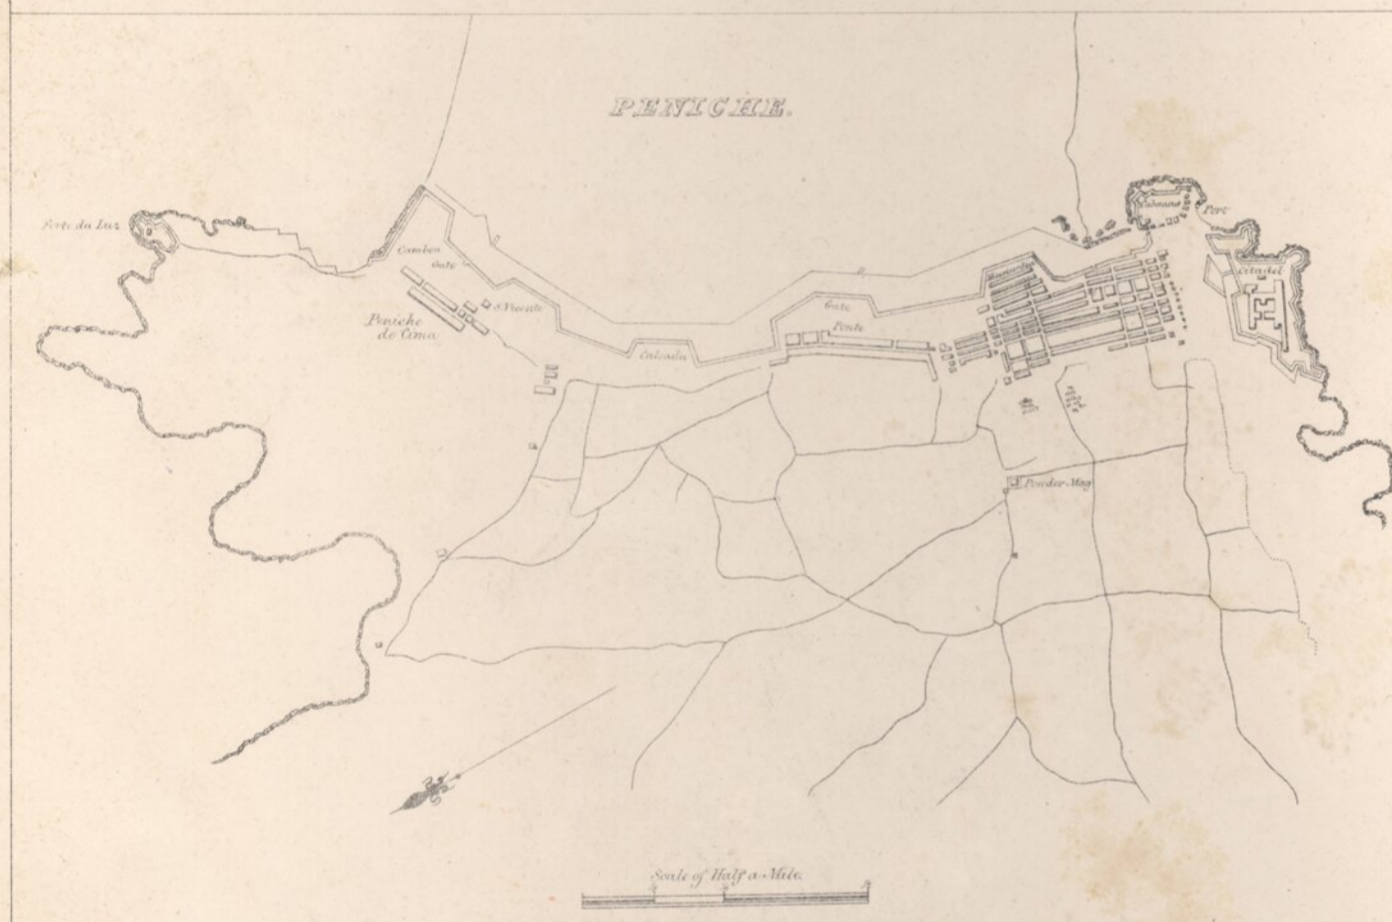 PENICHE.
Forte da Luz
Port
Camboa
Gate
Citadel
S. Vicente
Gate
Peniche
de Cima
Ponte
Calsada
Powder Mag
Scale of Half a Mile.